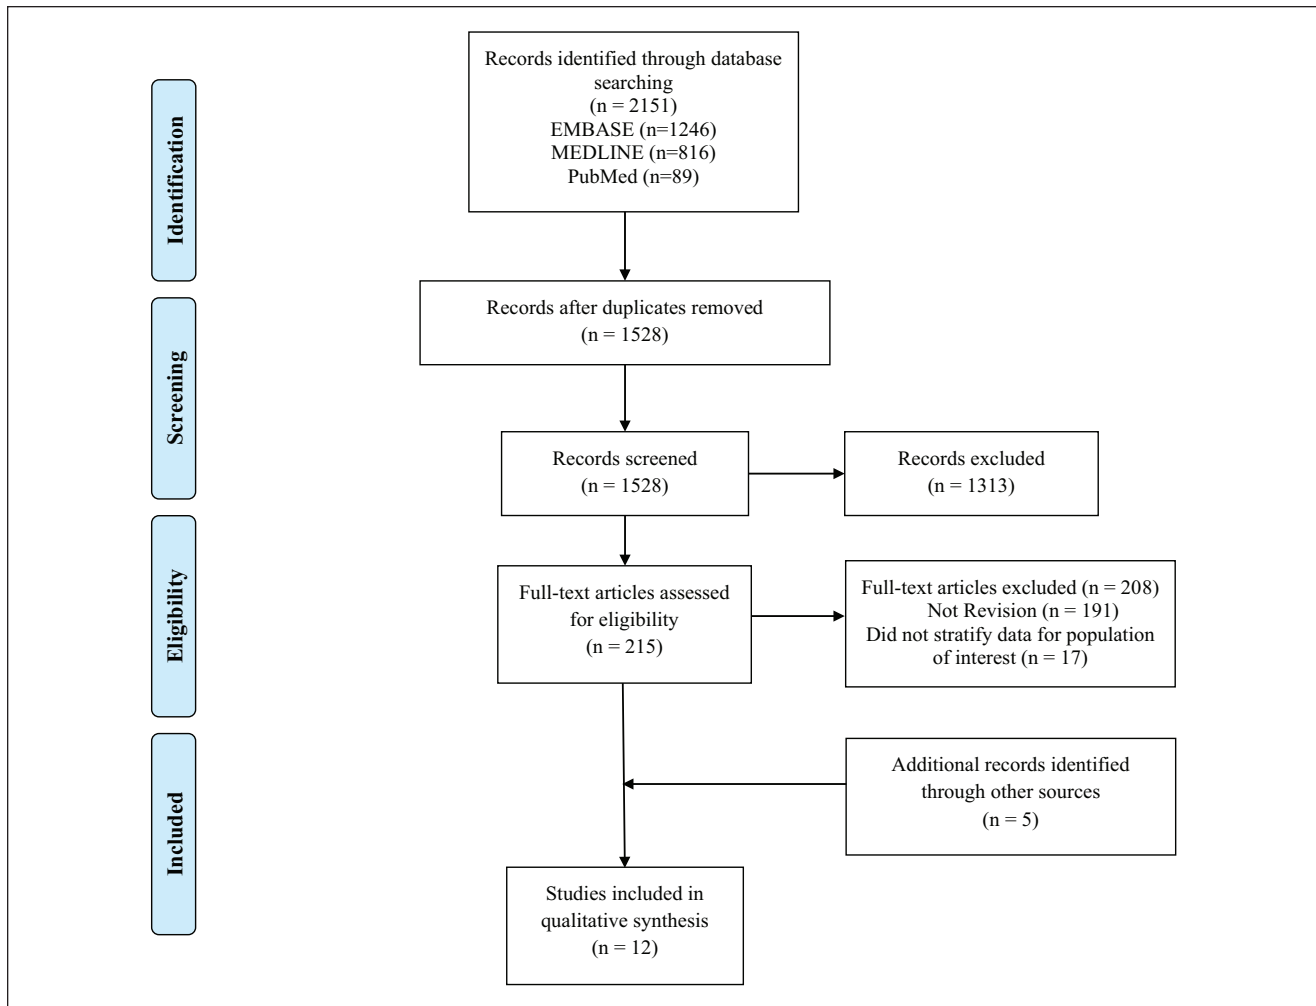 Identification
Records identified through database
searching
(n = 2151)
EMBASE (n=1246)
MEDLINE (n=816)
PubMed (n=89)
Screening
Records after duplicates removed
(n = 1528)
Records screened
(n = 1528)
Records excluded
(n = 1313)
Eligibility
Full-text articles assessed
for eligibility
(n = 215)
Full-text articles excluded (n = 208)
Not Revision (n = 191)
Did not stratify data for population
of interest (n = 17)
Included
Additional records identified
through other sources
(n = 5)
Studies included in
qualitative synthesis
(n = 12)